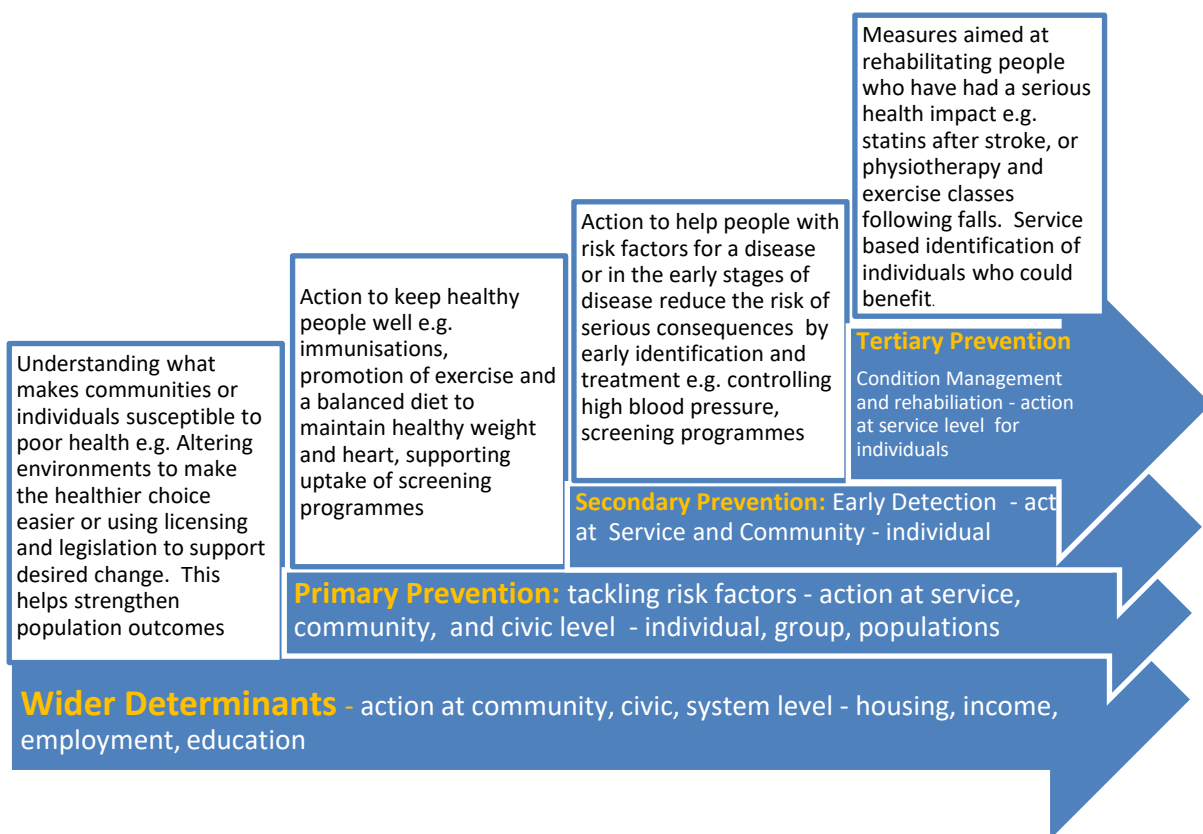 Understanding what
makes communities or
individuals susceptible to
poor health e.g. Altering
environments to make
the healthier choice
easier or using licensing
and legislation to support
desired change.  This
helps strengthen
population outcomes
Action to keep healthy
people well e.g.
immunisations,
promotion of exercise and
a balanced diet to
maintain healthy weight
and heart, supporting
uptake of screening
programmes
Action to help people with
risk factors for a disease
or in the early stages of
disease reduce the risk of
serious consequences  by
early identification and
treatment e.g. controlling
high blood pressure,
screening programmes
Measures aimed at
rehabilitating people
who have had a serious
health impact e.g.
statins after stroke, or
physiotherapy and
exercise classes
following falls.  Service
based identification of
individuals who could
benefit.
Tertiary Prevention
Condition Management
and rehabiliation - action
at service level  for
individuals
Secondary Prevention: Early Detection  - act
at  Service and Community - individual
Primary Prevention: tackling risk factors - action at service,
community,  and civic level  - individual, group, populations
Wider Determinants - action at community, civic, system level - housing, income,
employment, education